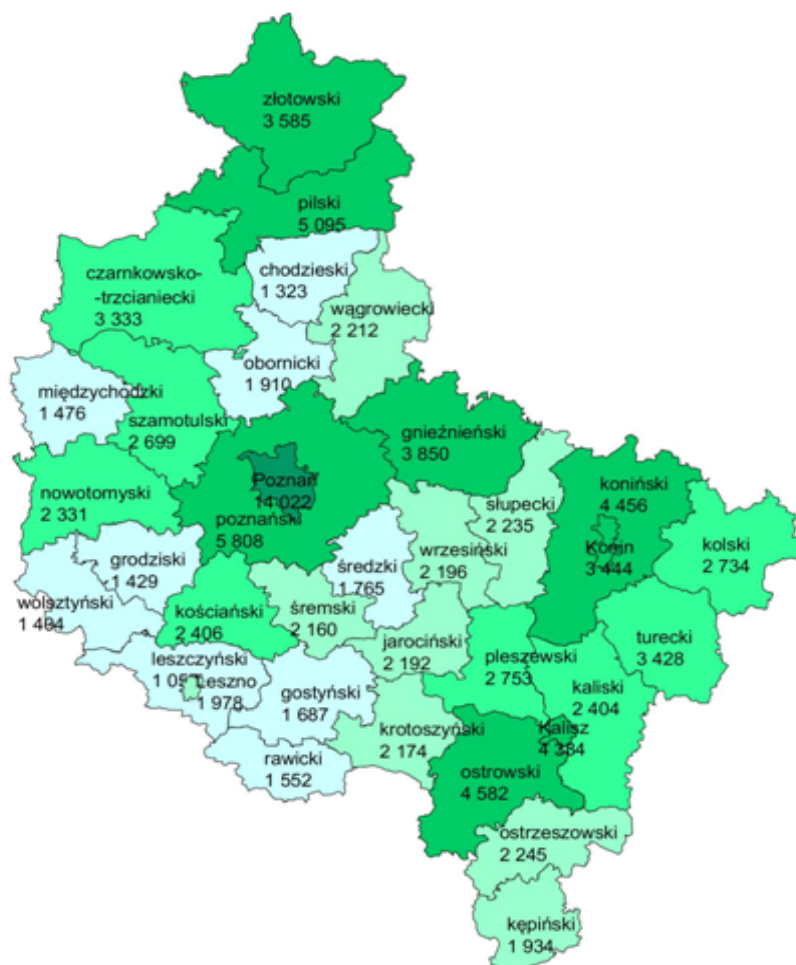 złotowski
3 585
pilski
5 095
czarnkowsko-
-trzcianiecki
3 333
chodzieski
1 323
wągrowiecki
2 212
obornicki
1 910
międzychodzki
1 476
szamotulski
2 699
gnieźnieński
3 850
Poznań
14 022
nowotomyski
2 331
poznański
5 808
słupecki
2 235
koniński
4 456
Konin
3 444
kolski
2 734
grodziski
1 429
średzki
1 765
wrzesiński
2 196
wolsztyński
kościański
2 406
śremski
2 160
jarociński
2 192
pleszewski
2 753
turecki
3 428
leszczyński
Leszno
1 978
gostyński
1 687
kaliski
2 404
krotoszyński
2 174
Kalisz
4 384
rawicki
1 552
ostrowski
4 582
ostrzeszowski
2 245
kępiński
1 934